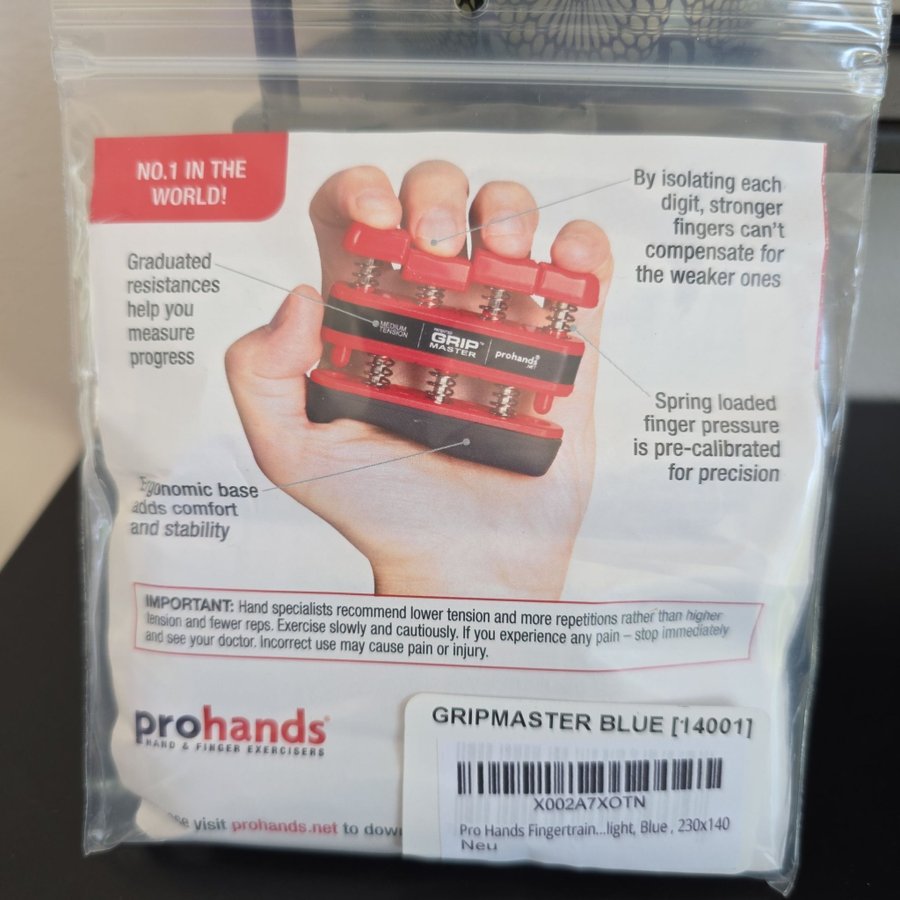 NO.1 IN THE
WORLD!
By isolating each
digit, stronger
fingers can't
compensate for
the weaker ones
Graduated
resistances
help you
measure
progress
MEDIUM
TENSION
GRIP™
MASTER
prohands
Spring loaded
finger pressure
is pre-calibrated
for precision
Ergonomic base
adds comfort
and stability
IMPORTANT: Hand specialists recommend lower tension and more repetitions rather than higher
tension and fewer reps. Exercise slowly and cautiously. If you experience any pain – stop immediately
and see your doctor. Incorrect use may cause pain or injury.
prohands®
HAND & FINGER EXERCISERS
visit prohands.net to dow
GRIPMASTER BLUE [14001]
X002A7XOTN
Pro Hands Fingertrain...light, Blue , 230x140
Neu